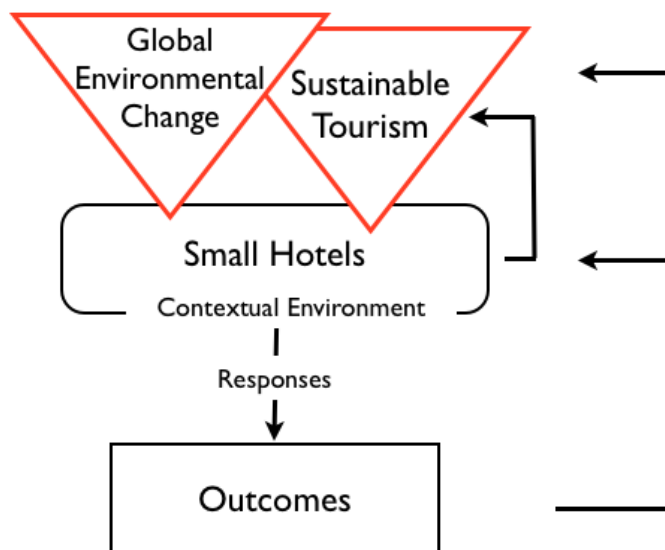 Global
Environmental
Change
Sustainable
Tourism
Small Hotels
Contextual Environment
Responses
Outcomes